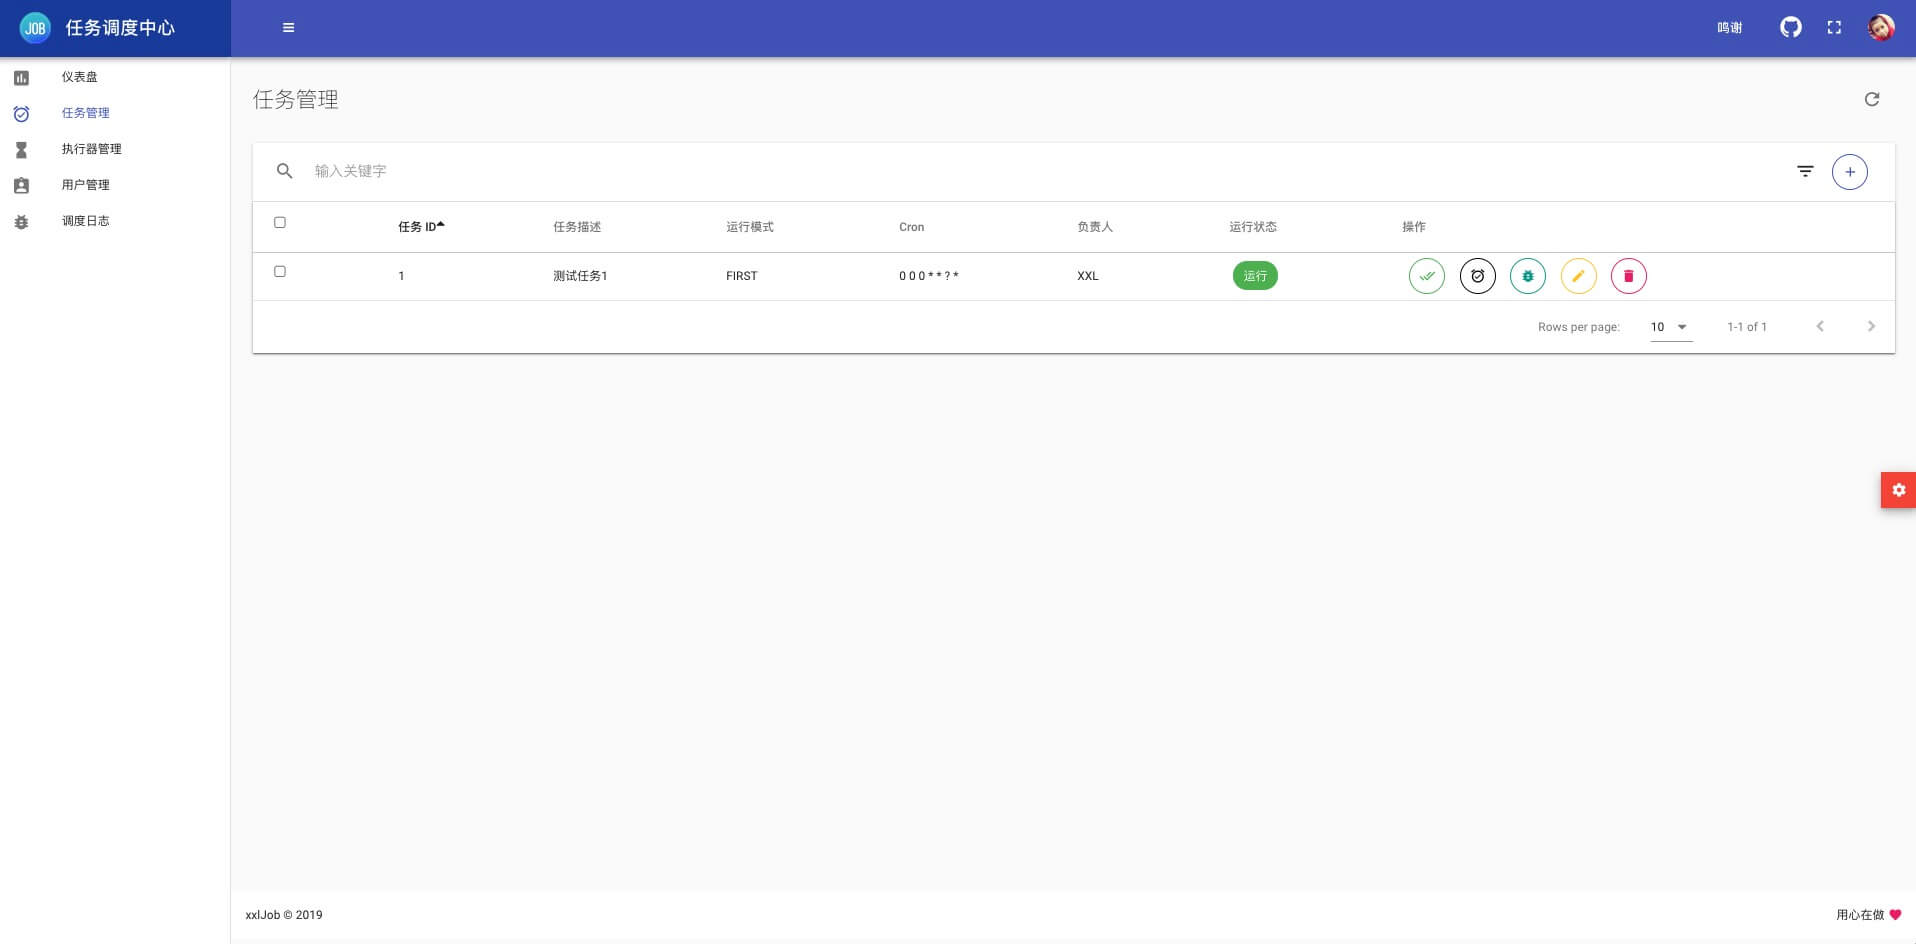 JOB 任务调度中心
鸣谢
仪表盘
任务管理
执行器管理
用户管理
调度日志
任务管理
输入关键字
任务 ID 任务描述 运行模式 Cron 负责人 运行状态 操作
1 测试任务1 FIRST 0 0 0 * * ? * XXL 运行
Rows per page: 10 1-1 of 1
xxlJob © 2019
用心在做